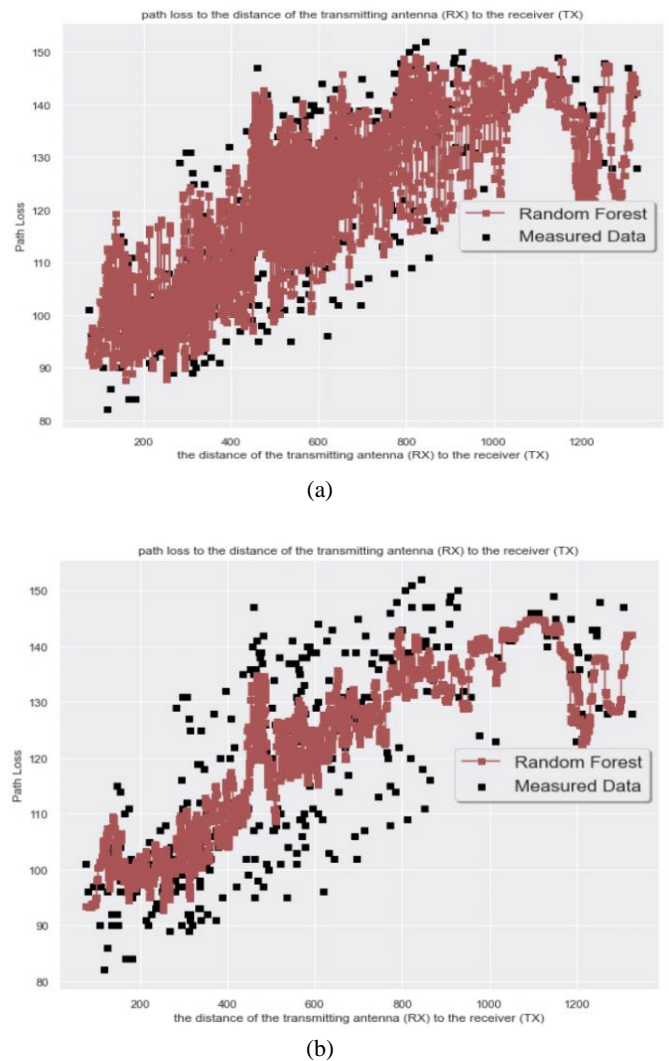 path loss to the distance of the transmitting antenna (RX) to the receiver (TX)
150
140
130
120
110
100
90
80
Path Loss
Random Forest
Measured Data
200 400 600 800 1000 1200
the distance of the transmitting antenna (RX) to the receiver (TX)
(a)
path loss to the distance of the transmitting antenna (RX) to the receiver (TX)
150
140
130
120
110
100
90
80
Path Loss
Random Forest
Measured Data
200 400 600 800 1000 1200
the distance of the transmitting antenna (RX) to the receiver (TX)
(b)